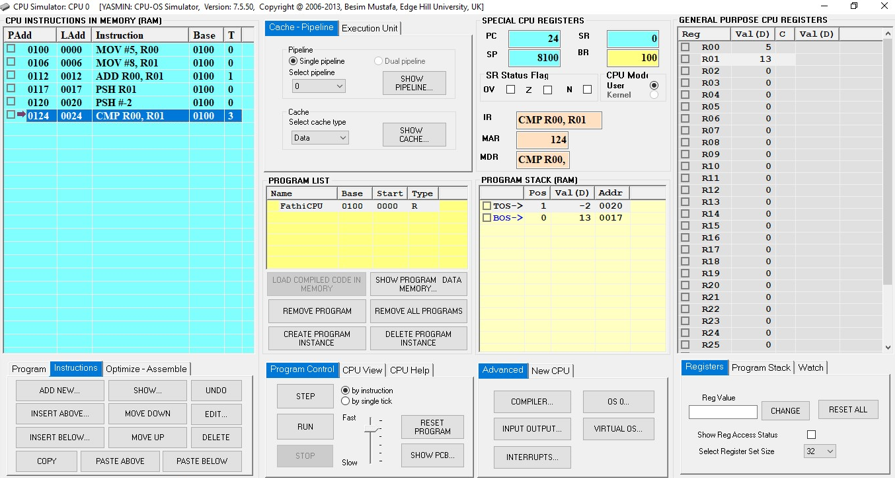 CPU Simulator: CPU 0 [YASMIN: CPU-OS Simulator, Version: 7.5.50, Copyright @ 2006-2013, Besim Mustafa, Edge Hill University, UK]
CPU INSTRUCTIONS IN MEMORY (RAM)
PAdd LAdd Instruction Base T
0100 0000 MOV #5, R00 0100 0
0106 0006 MOV #8, R01 0100 0
0112 0012 ADD R00, R01 0100 1
0117 0017 PSH R01 0100 0
0120 0020 PSH #-2 0100 0
0124 0024 CMP R00, R01 0100 3
Program Instructions Optimize - Assemble
ADD NEW... SHOW... UNDO
INSERT ABOVE... MOVE DOWN EDIT...
INSERT BELOW... MOVE UP DELETE
COPY PASTE ABOVE PASTE BELOW
Cache - Pipeline Execution Unit
Pipeline
Single pipeline Dual pipeline
Select pipeline
0
SHOW PIPELINE...
Cache
Select cache type
Data
SHOW CACHE...
PROGRAM LIST
Name Base Start Type
FathiCPU 0100 0000 R
LOAD COMPILED CODE IN MEMORY
SHOW PROGRAM DATA MEMORY...
REMOVE PROGRAM REMOVE ALL PROGRAMS
CREATE PROGRAM INSTANCE
DELETE PROGRAM INSTANCE
Program Control CPU View CPU Help
STEP
RUN
STOP
by instruction
by single tick
Fast
Slow
RESET PROGRAM
SHOW PCB...
SPECIAL CPU REGISTERS
PC 24 SR 0
SP 8100 BR 100
SR Status Flag
OV Z N
CPU Mode
User
Kernel
IR CMP R00, R01
MAR 124
MDR CMP R00,
PROGRAM STACK (RAM)
Pos Val(D) Addr
TOS-> 1 -2 0020
BOS-> 0 13 0017
Advanced New CPU
COMPILER... OS 0...
INPUT OUTPUT... VIRTUAL OS...
INTERRUPTS...
GENERAL PURPOSE CPU REGISTERS
Reg Val(D) C Val(D)
R00 5
R01 13
R02 0
R03 0
R04 0
R05 0
R06 0
R07 0
R08 0
R09 0
R10 0
R11 0
R12 0
R13 0
R14 0
R15 0
R16 0
R17 0
R18 0
R19 0
R20 0
R21 0
R22 0
R23 0
R24 0
R25 0
Registers Program Stack Watch
Reg Value
CHANGE RESET ALL
Show Reg Access Status
Select Register Set Size 32